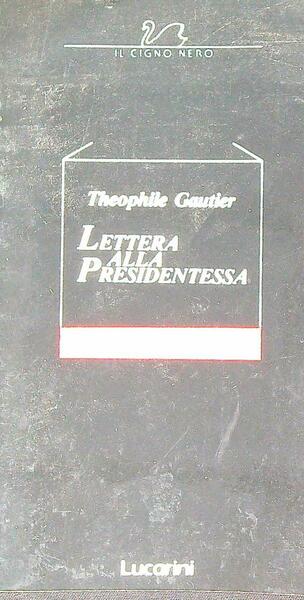 IL CIGNO NERO
Theophile Gautier
LETTERA
ALLA
PRESIDENTESSA
Lucarini